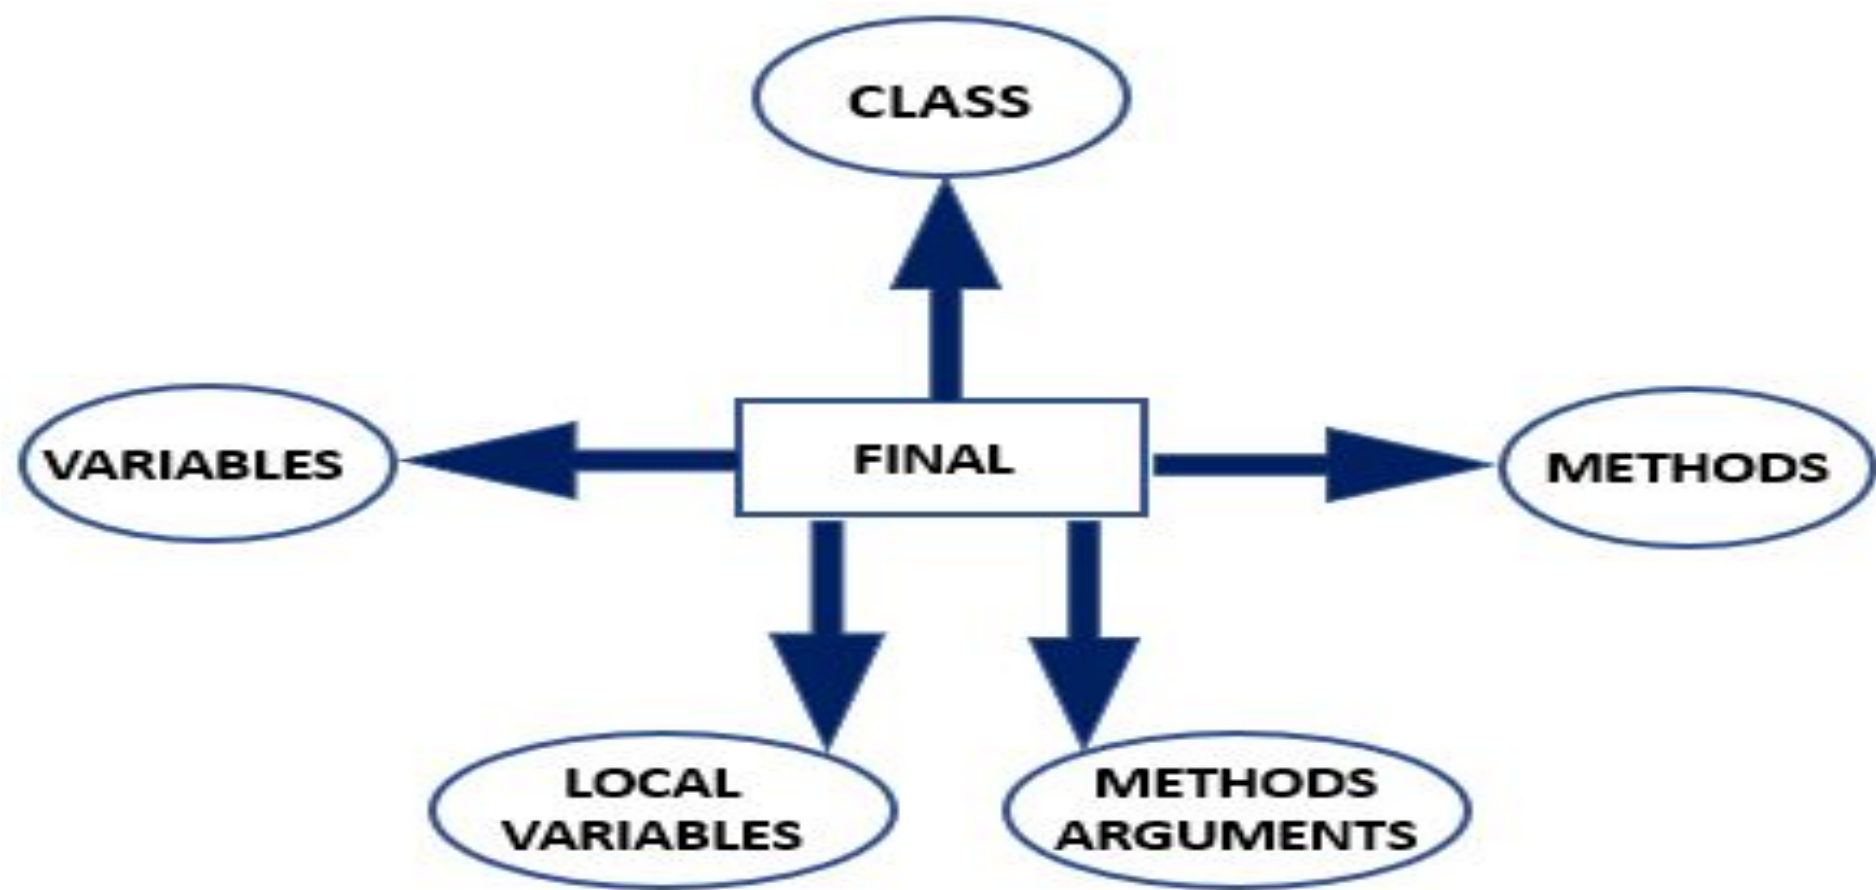 CLASS
VARIABLES
FINAL
METHODS
LOCAL
VARIABLES
METHODS
ARGUMENTS